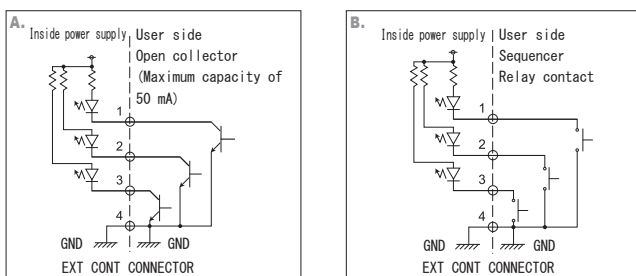 A.
Inside power supply
User side
Open collector
(Maximum capacity of
50 mA)
1
2
3
4
GND
GND
EXT CONT CONNECTOR
B.
Inside power supply
User side
Sequencer
Relay contact
1
2
3
4
GND
GND
EXT CONT CONNECTOR